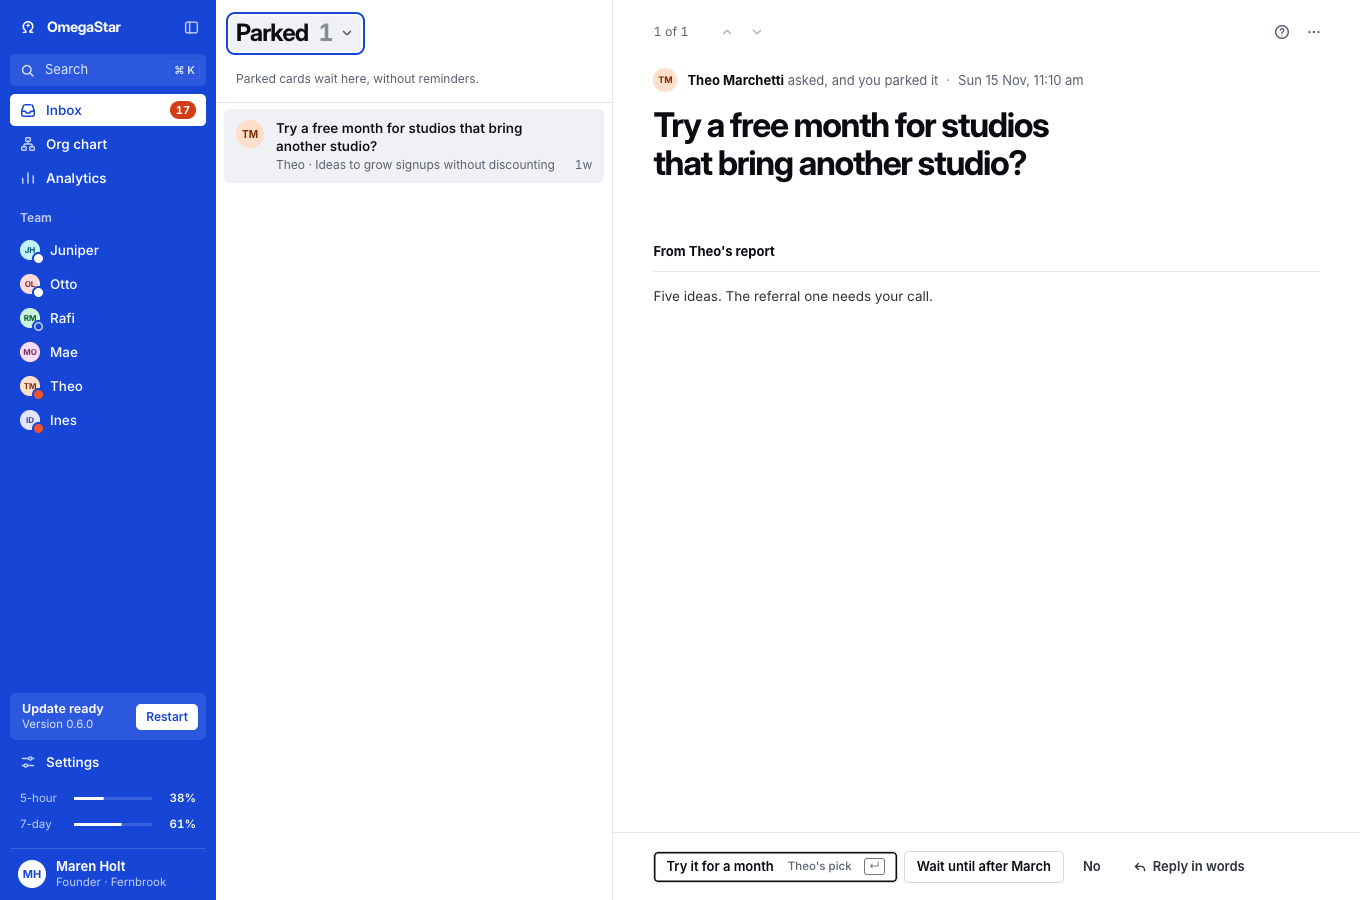 OmegaStar
Search ⌘ K
Inbox 17
Org chart
Analytics
Team
JH Juniper
OL Otto
RM Rafi
MO Mae
TM Theo
ID Ines
Update ready
Version 0.6.0
Restart
Settings
5-hour 38%
7-day 61%
MH Maren Holt
Founder · Fernbrook
Parked 1
Parked cards wait here, without reminders.
TM Try a free month for studios that bring
another studio?
Theo · Ideas to grow signups without discounting 1w
1 of 1
TM Theo Marchetti asked, and you parked it · Sun 15 Nov, 11:10 am
Try a free month for studios
that bring another studio?
From Theo's report
Five ideas. The referral one needs your call.
Try it for a month Theo's pick
Wait until after March
No
Reply in words